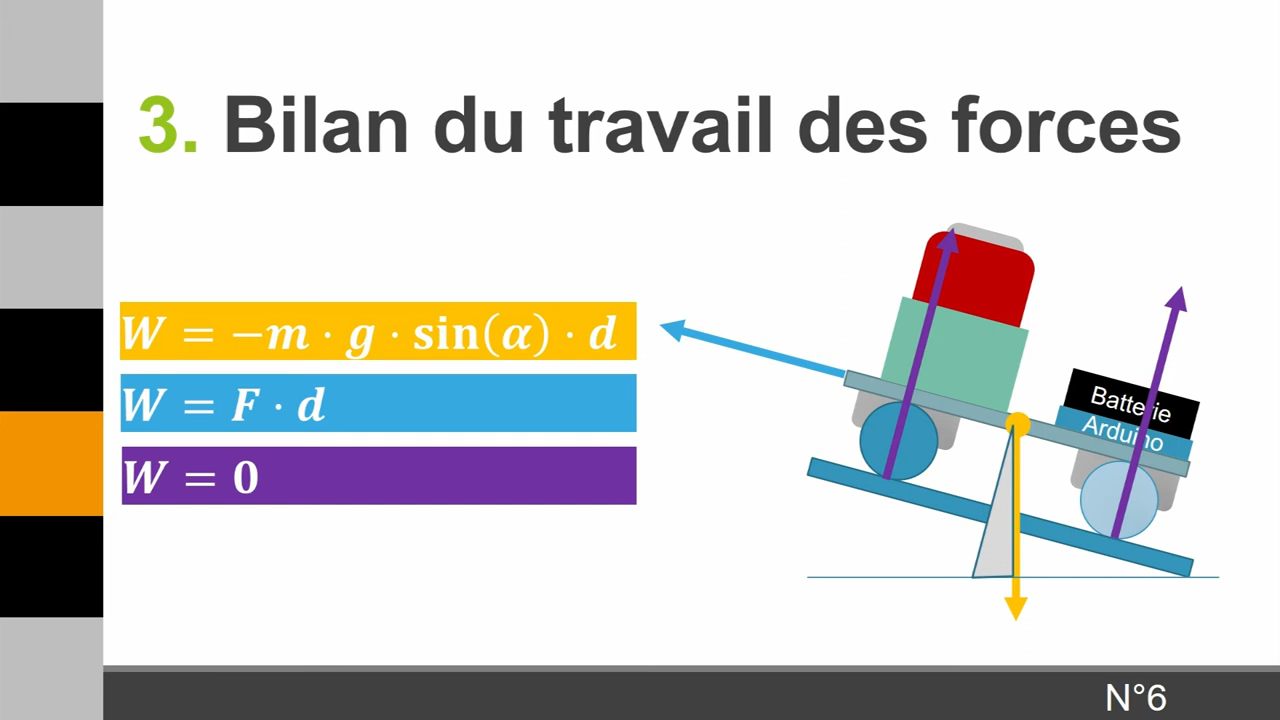 3. Bilan du travail des forces
W = −m · g · sin(α) · d
W = F · d
W = 0
Batterie
Arduino
N°6